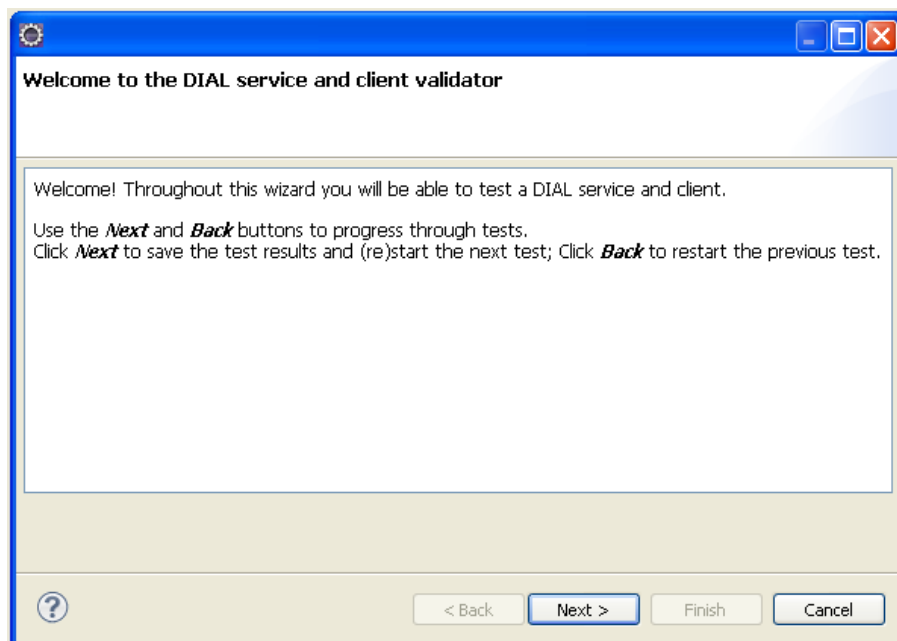 Welcome to the DIAL service and client validator
Welcome! Throughout this wizard you will be able to test a DIAL service and client.
Use the Next and Back buttons to progress through tests.
Click Next to save the test results and (re)start the next test; Click Back to restart the previous test.
? < Back Next > Finish Cancel